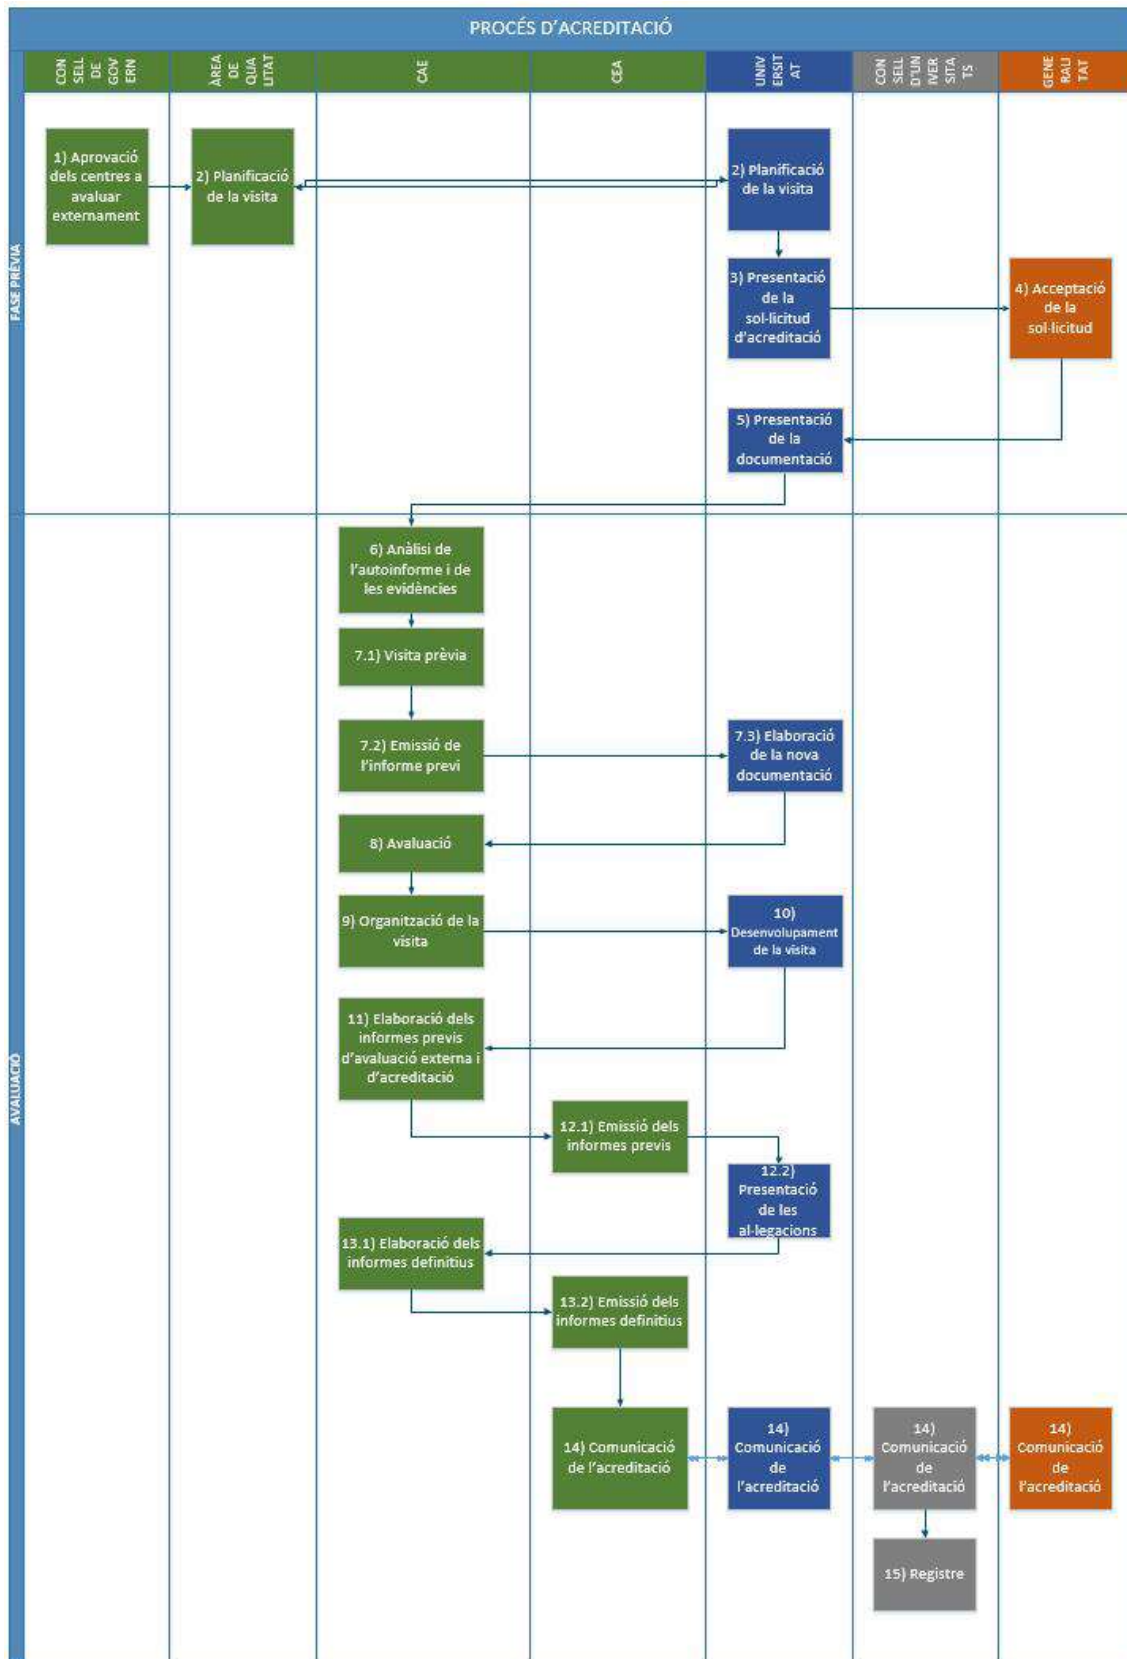 PROCÉS D'ACREDITACIÓ
CON
SELL
DE
GOV
ERN
ÀREA
DE
QUA
LITAT
CAE
CEA
UNIV
ERSIT
AT
CON
SELL
D'UN
IVER
SITA
TS
GENE
RALI
TAT
FASE PRÈVIA
1) Aprovació
dels centres a
avaluar
externament
2) Planificació
de la visita
2) Planificació
de la visita
3) Presentació
de la
sol·licitud
d'acreditació
4) Acceptació
de la
sol·licitud
5) Presentació
de la
documentació
AVALUACIÓ
6) Anàlisi de
l'autoinforme i de
les evidències
7.1) Visita prèvia
7.2) Emissió de
l'informe previ
7.3) Elaboració
de la nova
documentació
8) Avaluació
9) Organització de la
visita
10)
Desenvolupament
de la visita
11) Elaboració dels
informes previs
d'avaluació externa i
d'acreditació
12.1) Emissió dels
informes previs
12.2)
Presentació
de les
al·legacions
13.1) Elaboració dels
informes definitius
13.2) Emissió dels
informes definitius
14) Comunicació
de l'acreditació
14)
Comunicació
de
l'acreditació
14)
Comunicació
de
l'acreditació
14)
Comunicació
de
l'acreditació
15) Registre